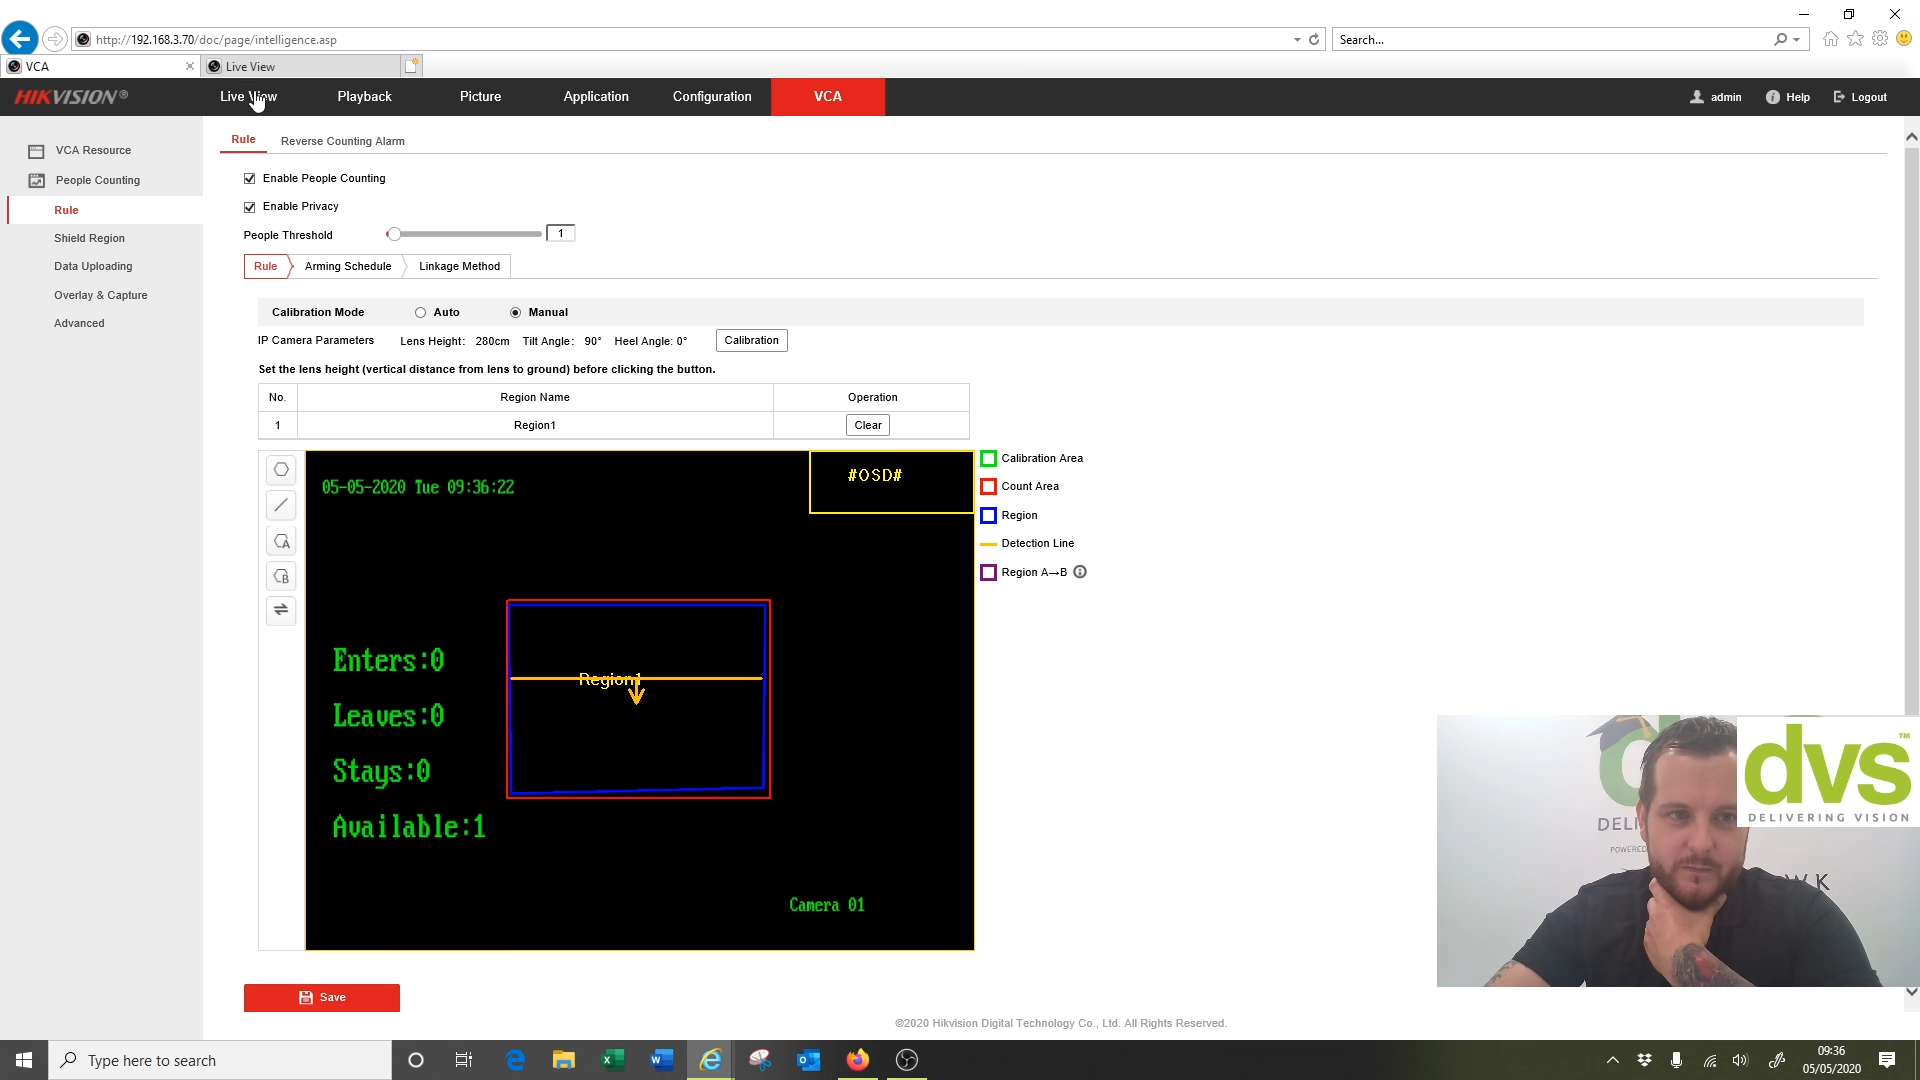 http://192.168.3.70/doc/page/intelligence.asp
Search...
VCA
Live View
HIKVISION®
Live View
Playback
Picture
Application
Configuration
VCA
admin
Help
Logout
VCA Resource
People Counting
Rule
Shield Region
Data Uploading
Overlay & Capture
Advanced
Rule
Reverse Counting Alarm
Enable People Counting
Enable Privacy
People Threshold
1
Rule
Arming Schedule
Linkage Method
Calibration Mode
Auto
Manual
IP Camera Parameters
Lens Height: 280cm Tilt Angle: 90° Heel Angle: 0°
Calibration
Set the lens height (vertical distance from lens to ground) before clicking the button.
No.
Region Name
Operation
1
Region1
Clear
A
B
05-05-2020 Tue 09:36:22
#OSD#
Region1
Enters:0
Leaves:0
Stays:0
Available:1
Camera 01
Calibration Area
Count Area
Region
Detection Line
Region A→B
Save
©2020 Hikvision Digital Technology Co., Ltd. All Rights Reserved.
dvs™
DELIVERING VISION
POWERED
Type here to search
09:36
05/05/2020